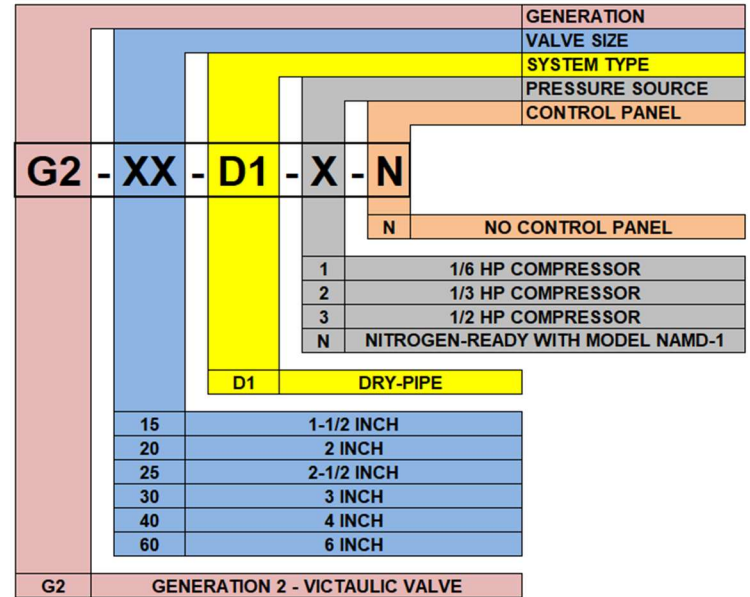 GENERATION
VALVE SIZE
SYSTEM TYPE
PRESSURE SOURCE
CONTROL PANEL
G2 - XX - D1 - X - N
N NO CONTROL PANEL
1 1/6 HP COMPRESSOR
2 1/3 HP COMPRESSOR
3 1/2 HP COMPRESSOR
N NITROGEN-READY WITH MODEL NAMD-1
D1 DRY-PIPE
15 1-1/2 INCH
20 2 INCH
25 2-1/2 INCH
30 3 INCH
40 4 INCH
60 6 INCH
G2 GENERATION 2 - VICTAULIC VALVE